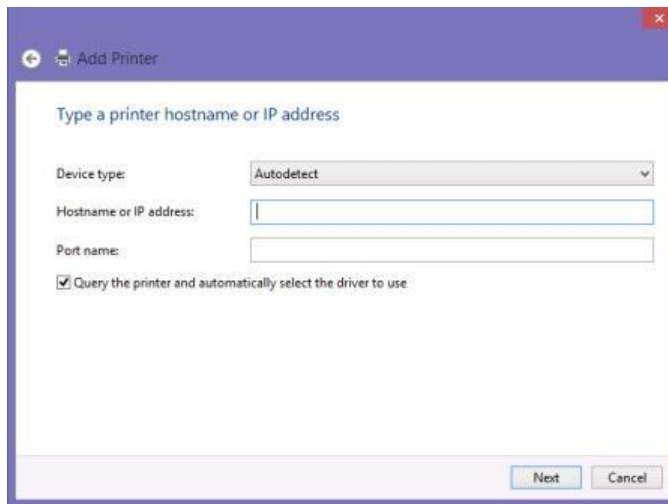 Add Printer
Type a printer hostname or IP address
Device type: Autodetect
Hostname or IP address:
Port name:
Query the printer and automatically select the driver to use
Next Cancel